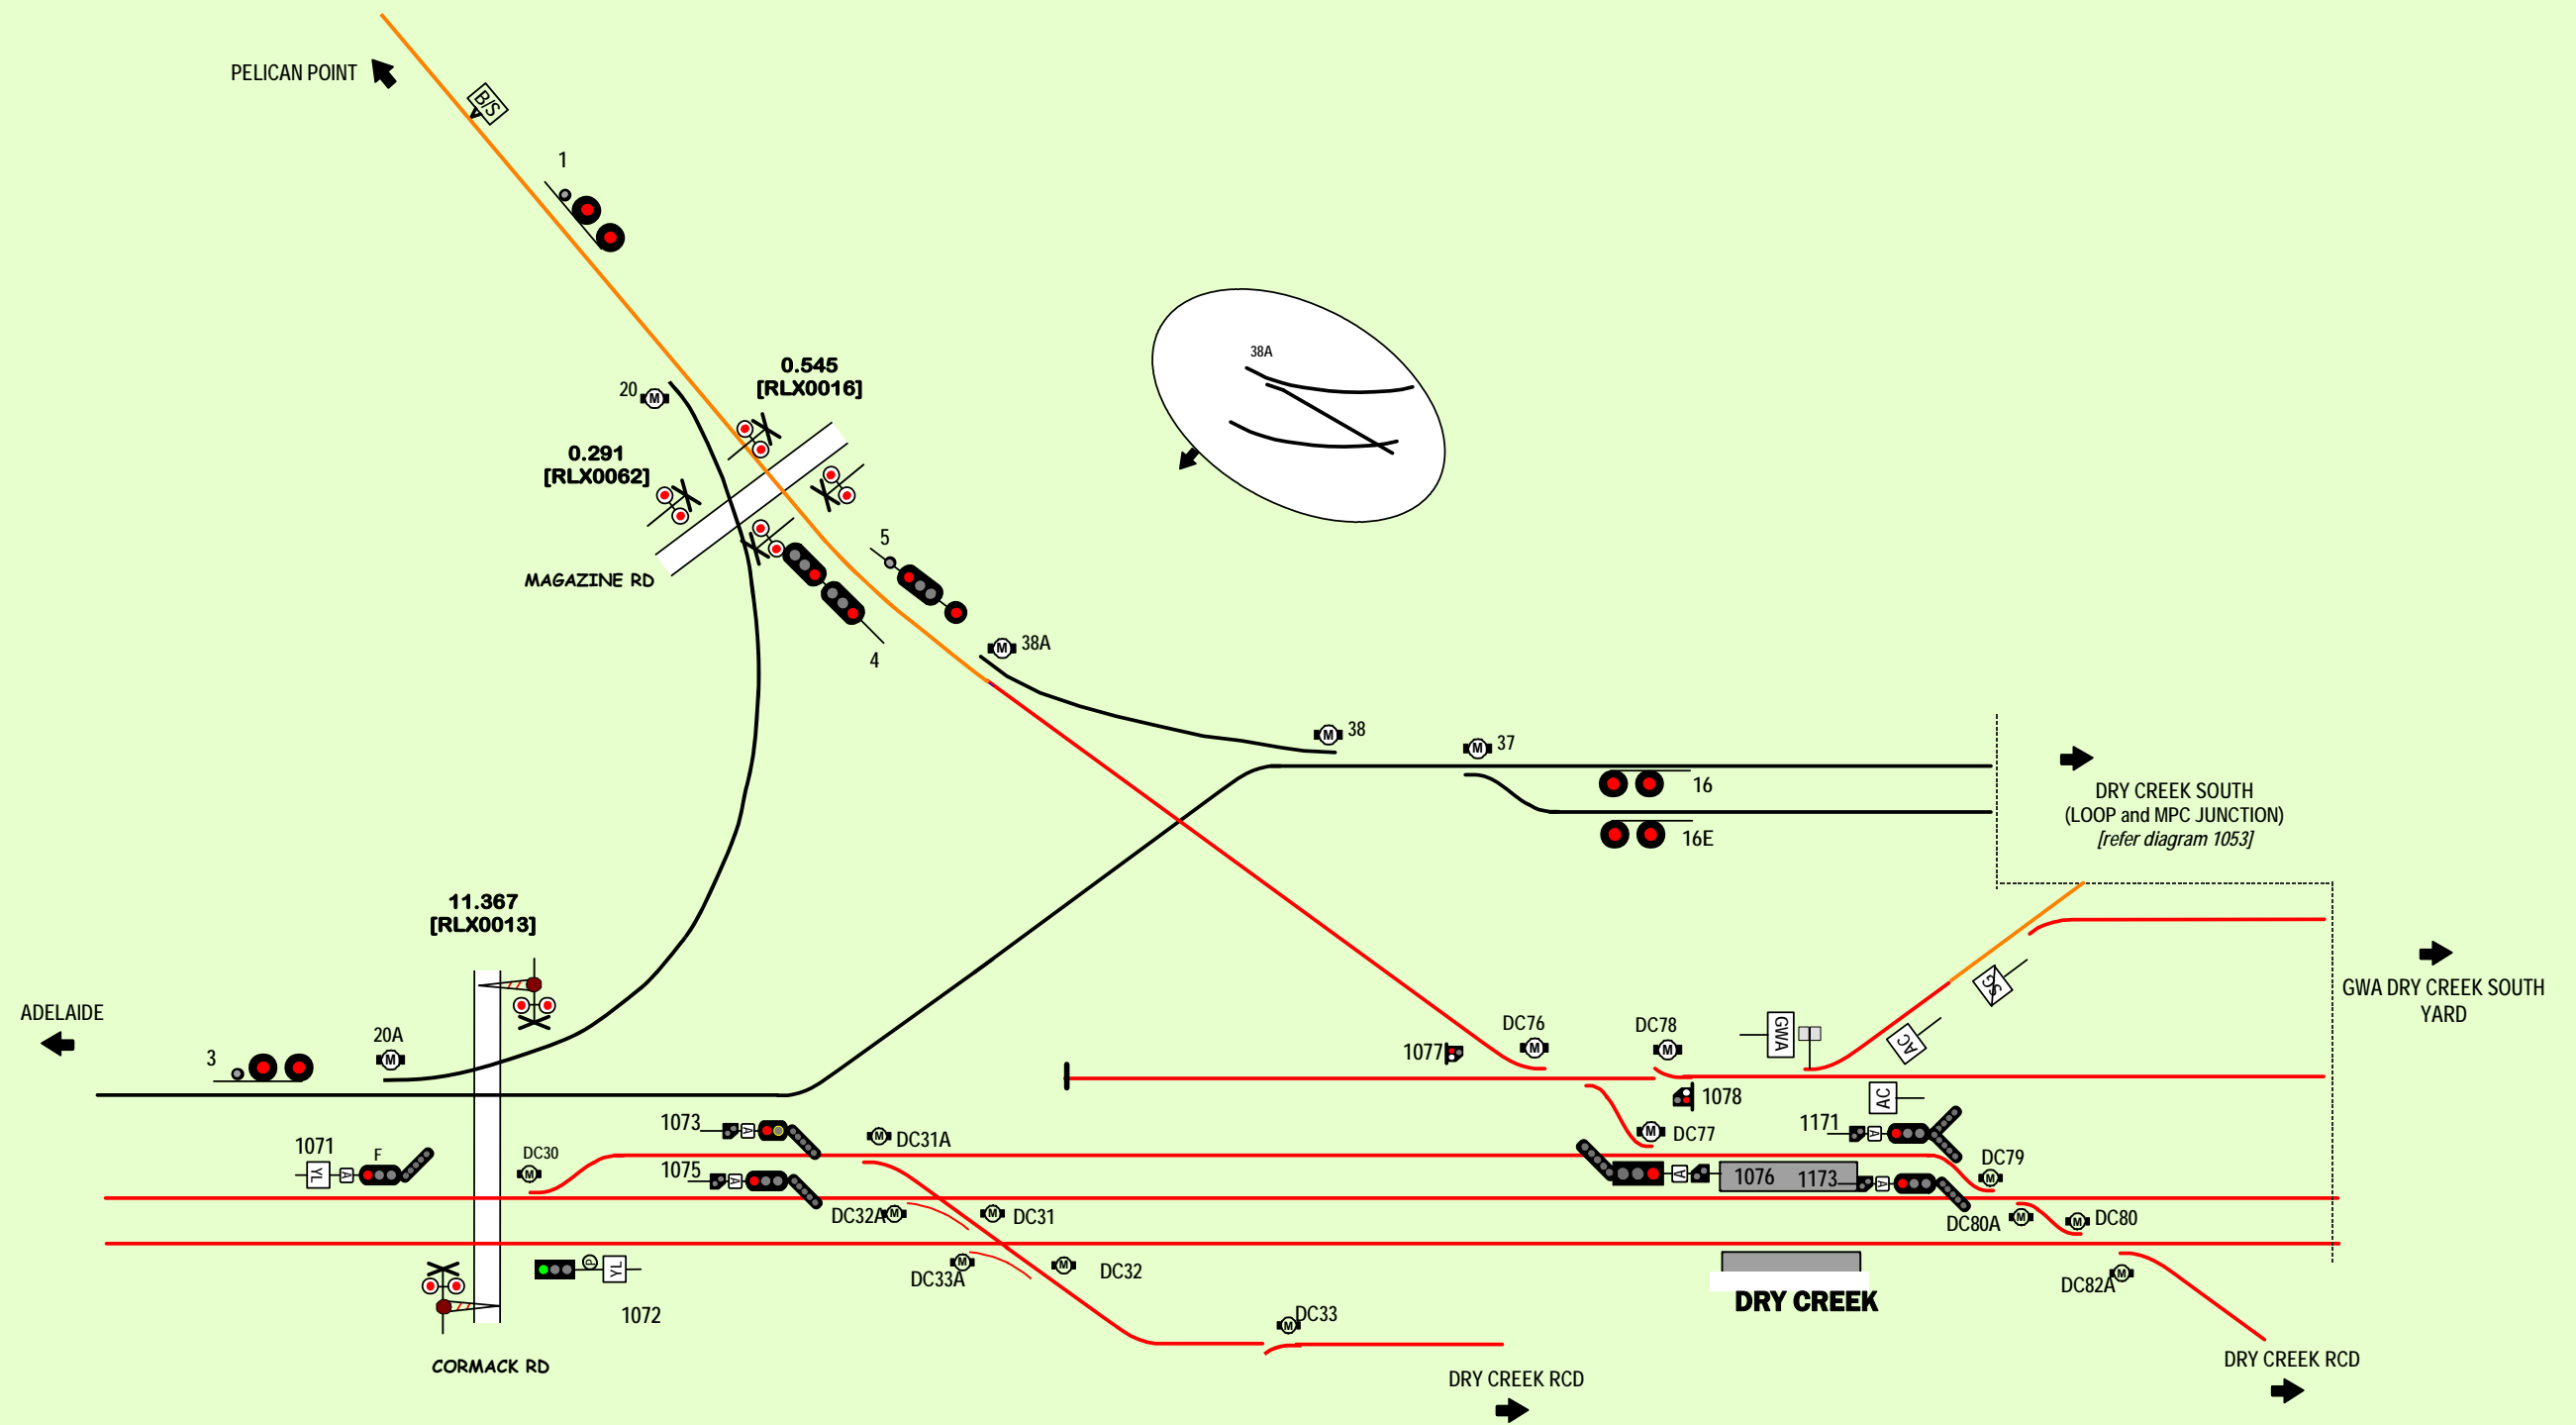 PELICAN POINT
B/S
1
20
M
0.545
[RLX0016]
0.291
[RLX0062]
MAGAZINE RD
5
4
38A
M
38A
M
38
M
37
16
16E
DRY CREEK SOUTH
(LOOP and MPC JUNCTION)
[refer diagram 1053]
11.367
[RLX0013]
ADELAIDE
3
20A
M
GWA DRY CREEK SOUTH
YARD
SG
AC
GWA
DC76
M
DC78
M
1077
1078
AC
1171
A
DC77
M
DC79
M
1071
YL
A
F
DC30
M
1073
A
M
DC31A
1075
A
DC32A
M
M
DC31
A
1076
1173
A
DC80A
M
M
DC80
P
YL
1072
M
DC33A
M
DC32
DC82A
M
DRY CREEK
DC33
M
CORMACK RD
DRY CREEK RCD
DRY CREEK RCD